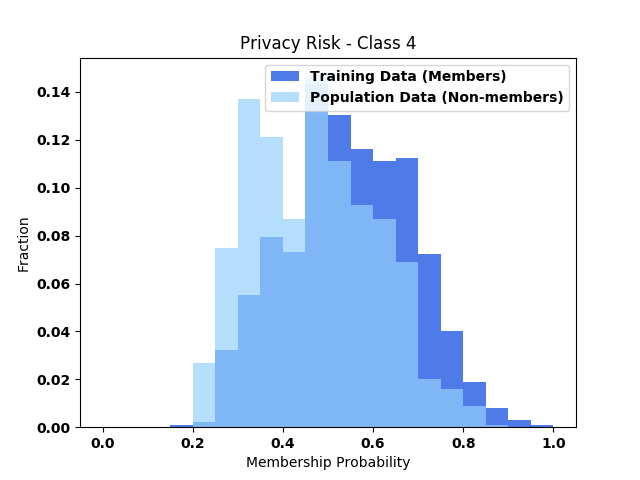 Privacy Risk - Class 4
Training Data (Members)
Population Data (Non-members)
0.14
0.12
0.10
0.08
0.06
0.04
0.02
0.00
Fraction
0.0 0.2 0.4 0.6 0.8 1.0
Membership Probability